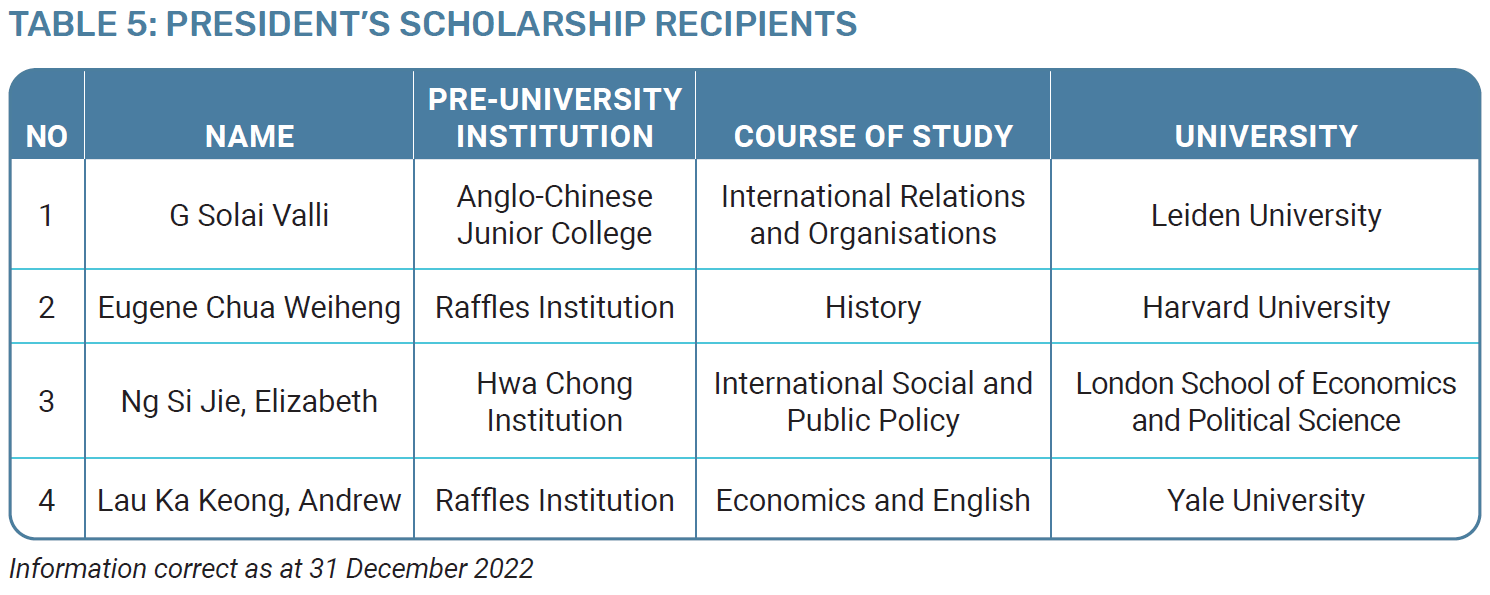 TABLE 5: PRESIDENT’S SCHOLARSHIP RECIPIENTS
NO
NAME
PRE-UNIVERSITY
INSTITUTION
COURSE OF STUDY
UNIVERSITY
1
G Solai Valli
Anglo-Chinese
Junior College
International Relations
and Organisations
Leiden University
2
Eugene Chua Weiheng
Raffles Institution
History
Harvard University
3
Ng Si Jie, Elizabeth
Hwa Chong
Institution
International Social and
Public Policy
London School of Economics
and Political Science
4
Lau Ka Keong, Andrew
Raffles Institution
Economics and English
Yale University
Information correct as at 31 December 2022